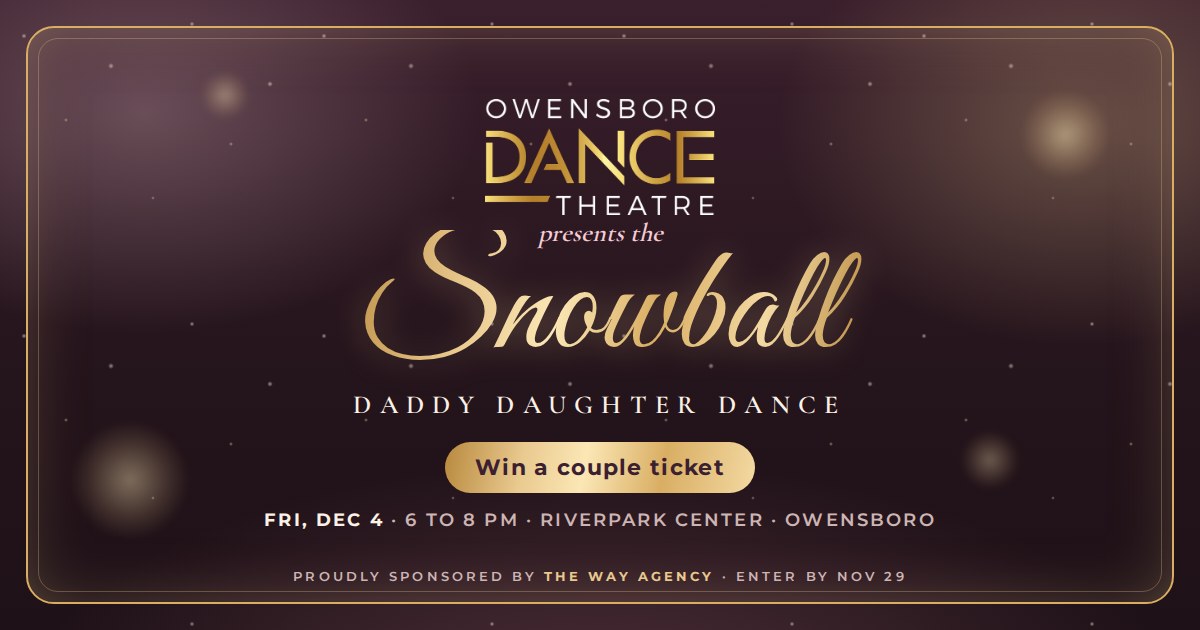 OWENSBORO
DANCE
THEATRE
presents the
Snowball
DADDY DAUGHTER DANCE
Win a couple ticket
FRI, DEC 4 · 6 TO 8 PM · RIVERPARK CENTER · OWENSBORO
PROUDLY SPONSORED BY THE WAY AGENCY · ENTER BY NOV 29